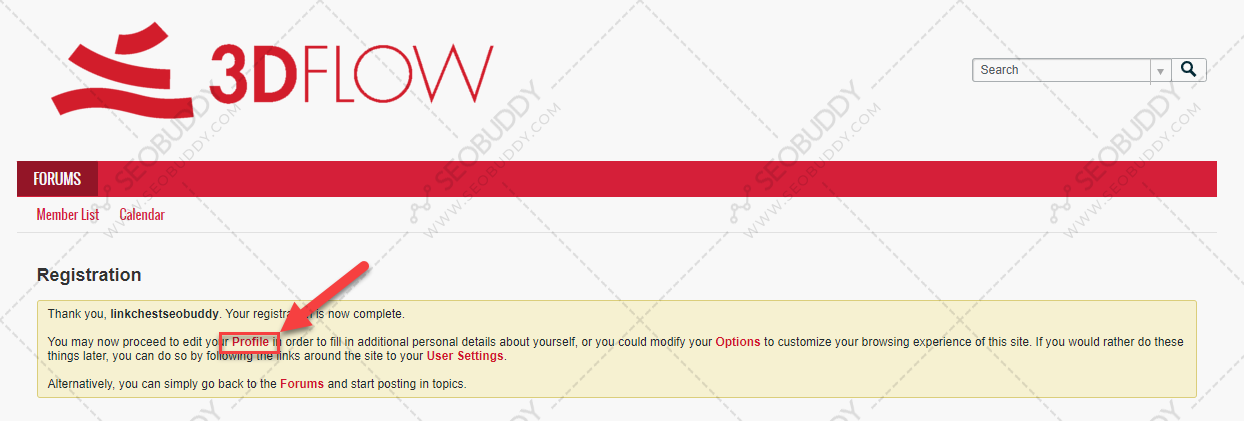 3DFLOW
Search
FORUMS
Member List Calendar
Registration
Thank you, linkchestseobuddy. Your registration is now complete.
You may now proceed to edit your Profile in order to fill in additional personal details about yourself, or you could modify your Options to customize your browsing experience of this site. If you would rather do these
things later, you can do so by following the links around the site to your User Settings.
Alternatively, you can simply go back to the Forums and start posting in topics.
SEOBUDDY
WWW.SEOBUDDY.COM
SEOBUDDY
WWW.SEOBUDDY.COM
SEOBUDDY
WWW.SEOBUDDY.COM
SEOBUDDY
WWW.SEOBUDDY.COM